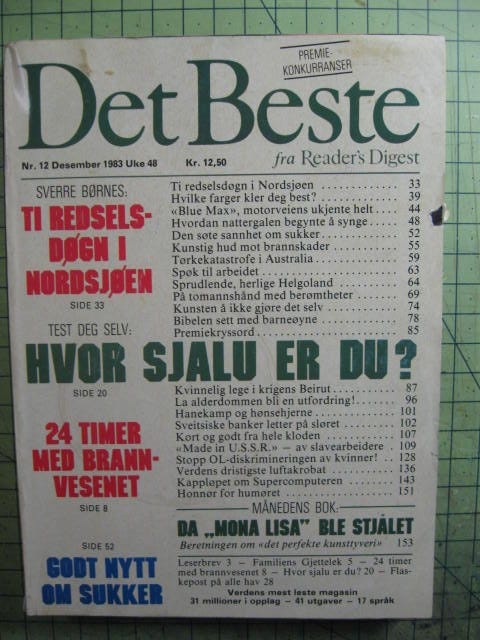 PREMIE-
KONKURRANSER
Det Beste
Nr. 12 Desember 1983 Uke 48 Kr. 12,50
fra Reader's Digest
SVERRE BØRNES:
TI REDSELS-
DØGN I
NORDSJØEN
SIDE 33
TEST DEG SELV:
Ti redselsdøgn i Nordsjøen 33
Hvilke farger kler deg best? 39
«Blue Max», motorveiens ukjente helt 44
Hvordan nattergalen begynte å synge 48
Den søte sannhet om sukker 52
Kunstig hud mot brannskader 55
Tørkekatastrofe i Australia 59
Spøk til arbeidet 63
Sprudlende, herlige Helgoland 64
På tomannshånd med berømtheter 69
Kunsten å ikke gjøre det selv 74
Bibelen sett med barneøyne 78
Premiekryssord 85
HVOR SJALU ER DU?
SIDE 20
24 TIMER
MED BRANN-
VESENET
SIDE 8
SIDE 52
GODT NYTT
OM SUKKER
Kvinnelig lege i krigens Beirut 87
La alderdommen bli en utfordring! 96
Hanekamp og hønsehjerne 101
Sveitsiske banker letter på sløret 102
Kort og godt fra hele kloden 107
«Made in U.S.S.R.» — av slavearbeidere 109
Stopp OL-diskrimineringen av kvinner! 128
Verdens dristigste luftakrobat 136
Kappløpet om Supercomputeren 143
Honnør for humøret 151
MÅNEDENS BOK:
DA „MONA LISA” BLE STJÅLET
Beretningen om «det perfekte kunsttyveri» 153
Leserbrev 3 — Familiens Gjettelek 5 — 24 timer
med brannvesenet 8 — Hvor sjalu er du? 20 — Flas-
kepost på alle hav 28
Verdens mest leste magasin
31 millioner i opplag — 41 utgaver — 17 språk